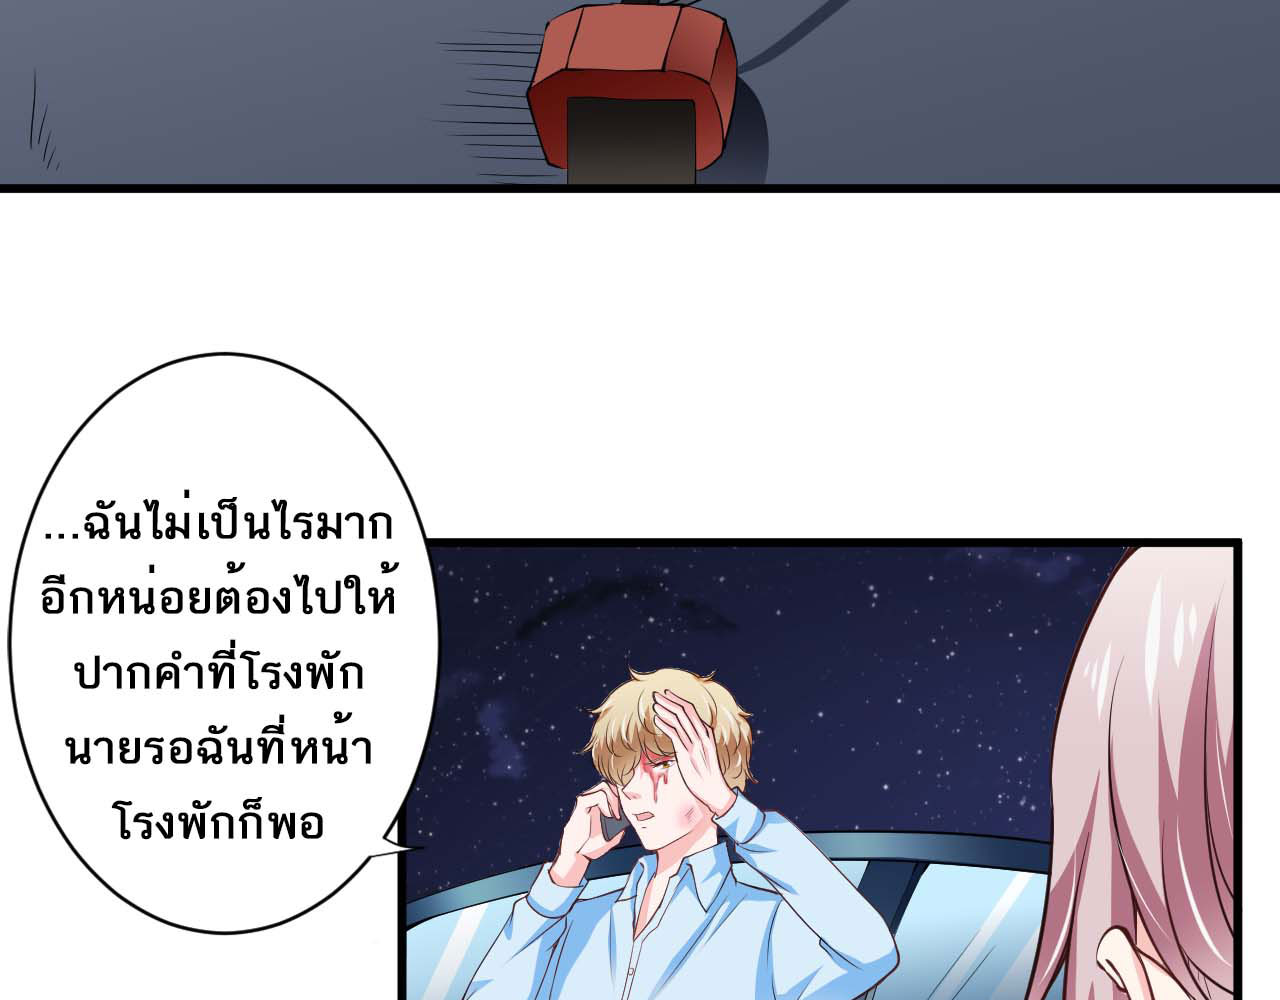 ...ฉันไม่เป็นไรมาก
อีกหน่อยต้องไปให้
ปากคำที่โรงพัก
นายรอฉันที่หน้า
โรงพักก็พอ